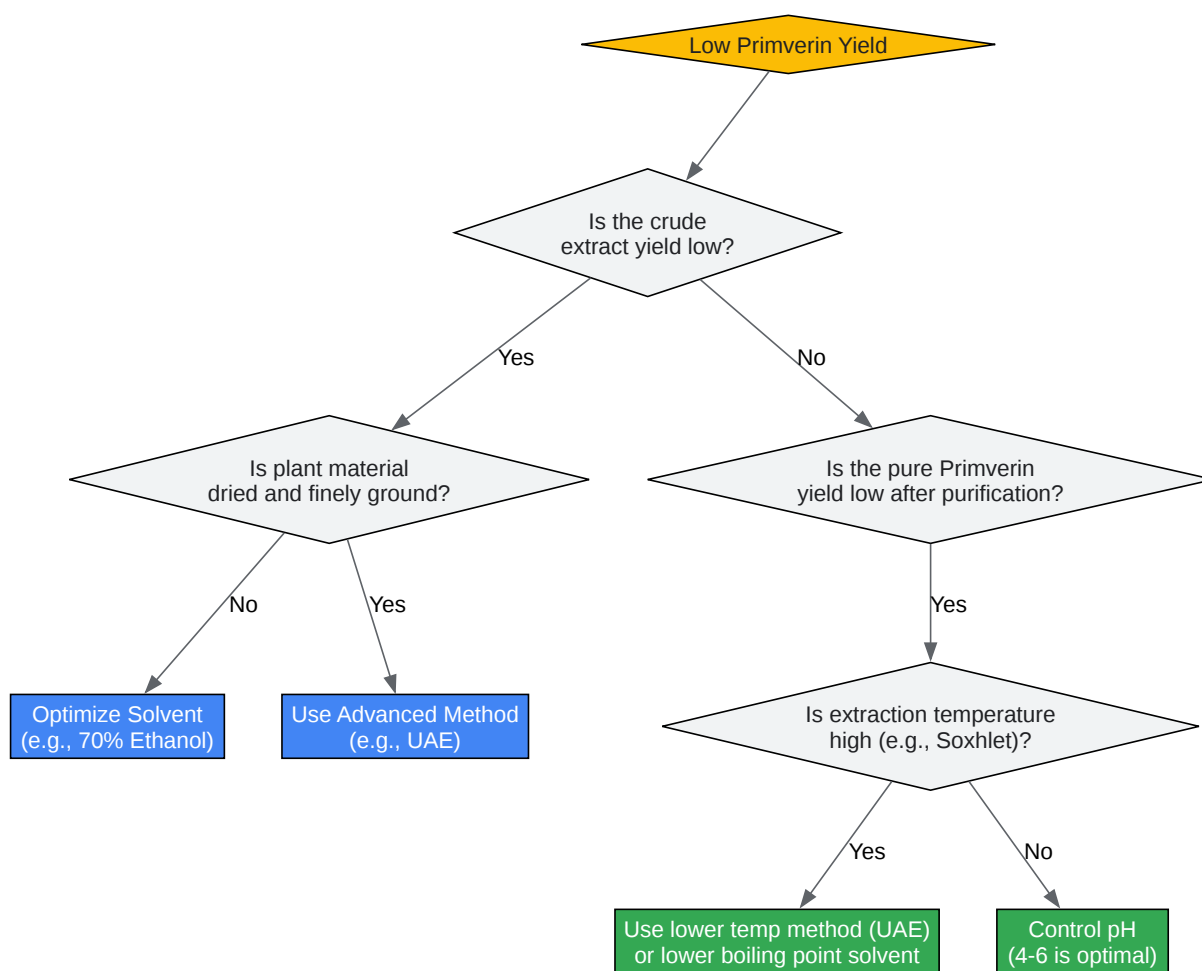 Low Primverin Yield
Is the crude
extract yield low?
Yes
No
Is plant material
dried and finely ground?
Is the pure Primverin
yield low after purification?
No
Yes
Yes
Optimize Solvent
(e.g., 70% Ethanol)
Use Advanced Method
(e.g., UAE)
Is extraction temperature
high (e.g., Soxhlet)?
Yes
No
Use lower temp method (UAE)
or lower boiling point solvent
Control pH
(4-6 is optimal)